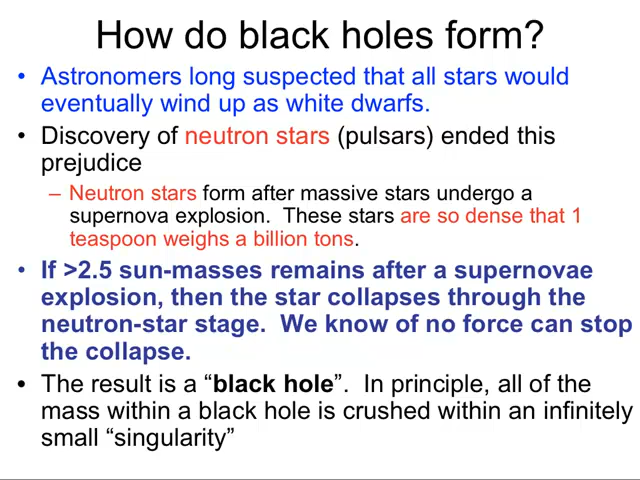 How do black holes form?
• Astronomers long suspected that all stars would
eventually wind up as white dwarfs.
• Discovery of neutron stars (pulsars) ended this
prejudice
– Neutron stars form after massive stars undergo a
supernova explosion.  These stars are so dense that 1
teaspoon weighs a billion tons.
• If >2.5 sun-masses remains after a supernovae
explosion, then the star collapses through the
neutron-star stage.  We know of no force can stop
the collapse.
• The result is a “black hole”.  In principle, all of the
mass within a black hole is crushed within an infinitely
small “singularity”